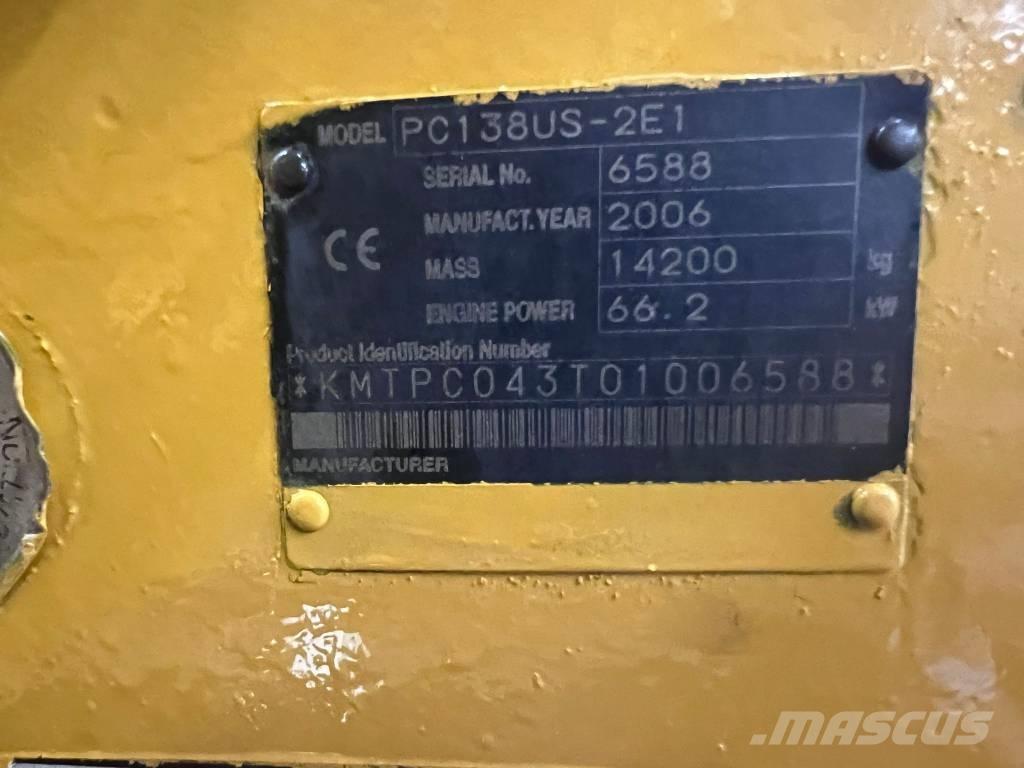 MODEL PC138US-2E1
SERIAL No. 6588
MANUFACT.YEAR 2006
CE
MASS 14200 kg
ENGINE POWER 66.2 kW
Product Identification Number
*KMTPC043T01006588*
MANUFACTURER
MASCUS